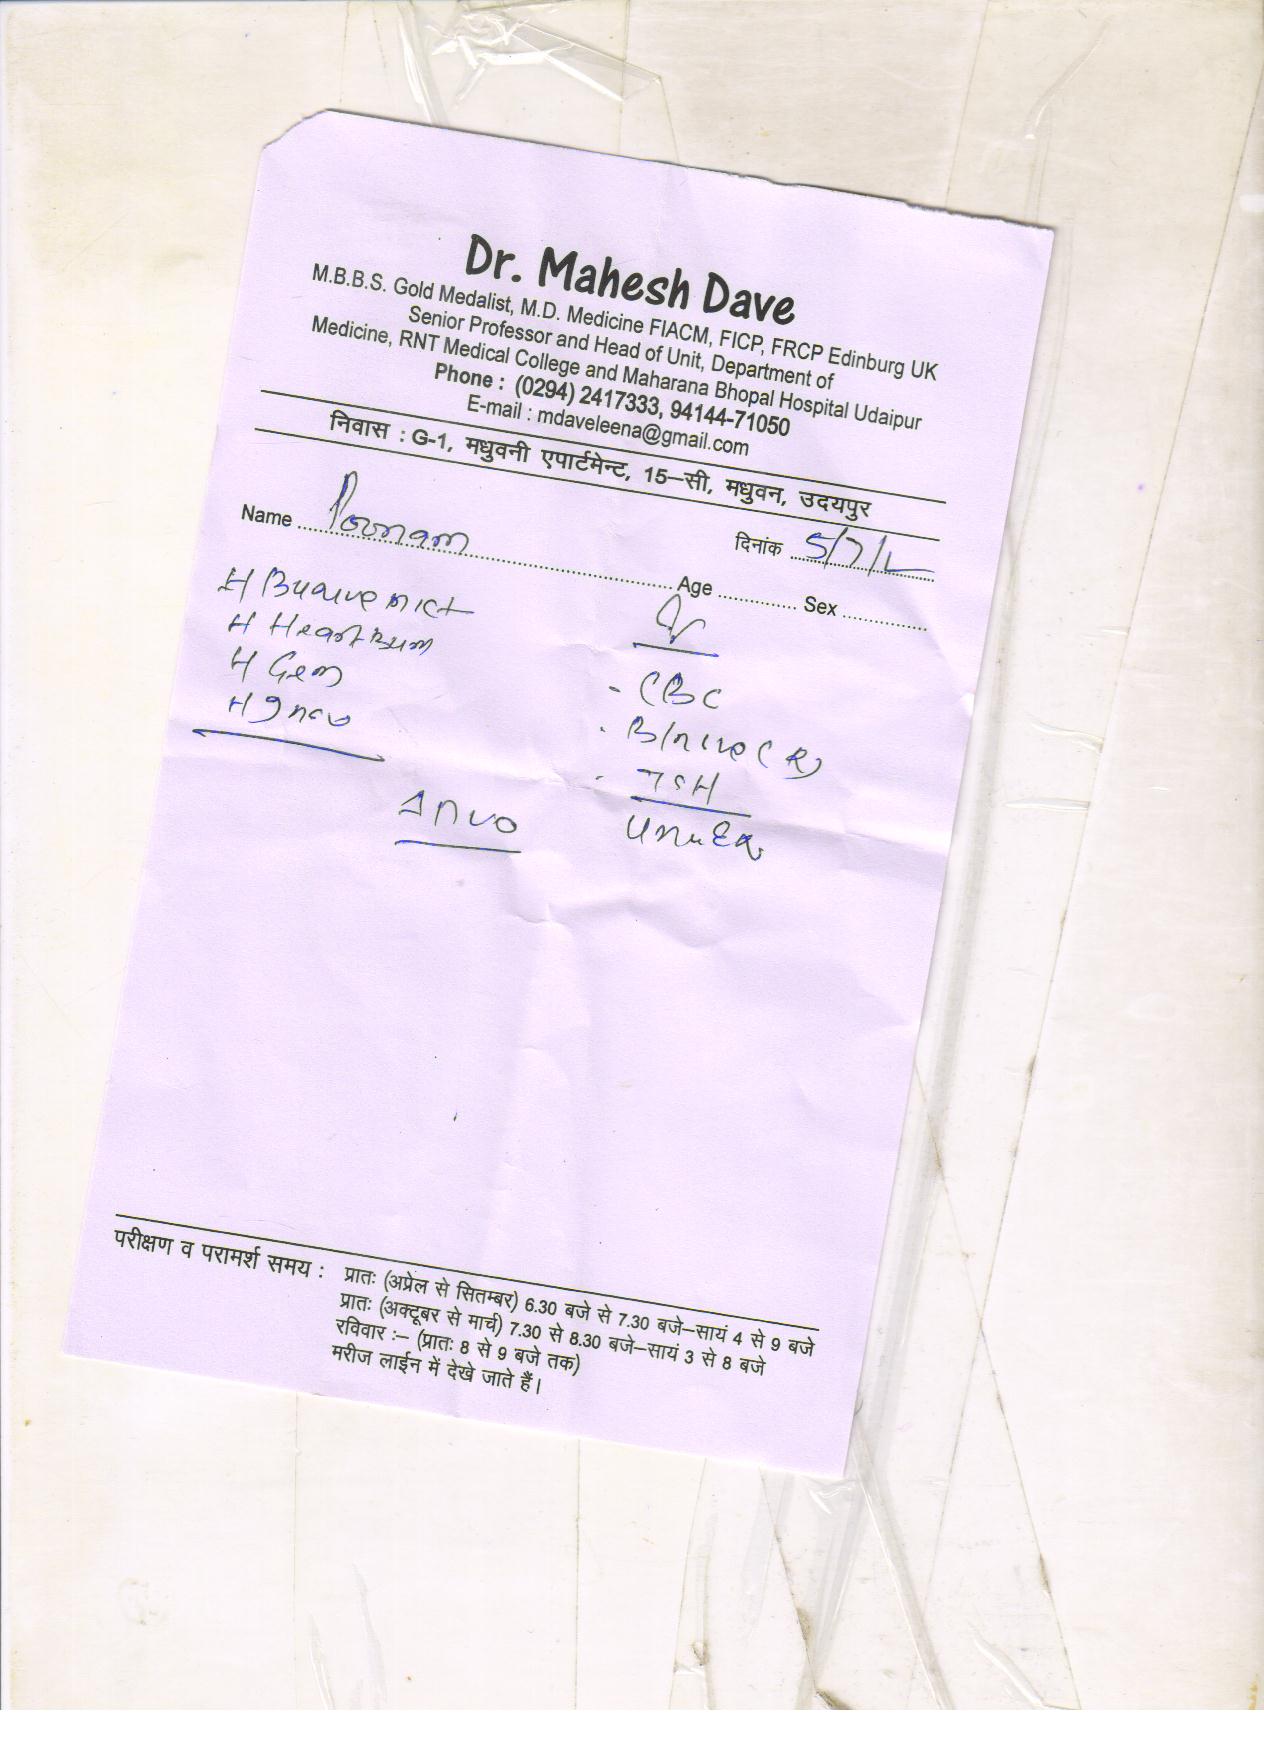 Dr. Mahesh Dave
M.B.B.S. Gold Medalist, M.D. Medicine FIACM, FICP, FRCP Edinburg UK
Senior Professor and Head of Unit, Department of
Medicine, RNT Medical College and Maharana Bhopal Hospital Udaipur
Phone : (0294) 2417333, 94144-71050
E-mail : mdaveleena@gmail.com
निवास : G-1, मधुवनी एपार्टमेन्ट, 15–सी, मधुवन, उदयपुर
Name Poonam दिनांक 5/7/
Age Sex
H Heart Burn
- CBC
TSH
परीक्षण व परामर्श समय : प्रातः (अप्रेल से सितम्बर) 6.30 बजे से 7.30 बजे–सायं 4 से 9 बजे
प्रातः (अक्टूबर से मार्च) 7.30 से 8.30 बजे–सायं 3 से 8 बजे
रविवार :– (प्रातः 8 से 9 बजे तक)
मरीज लाईन में देखे जाते हैं।